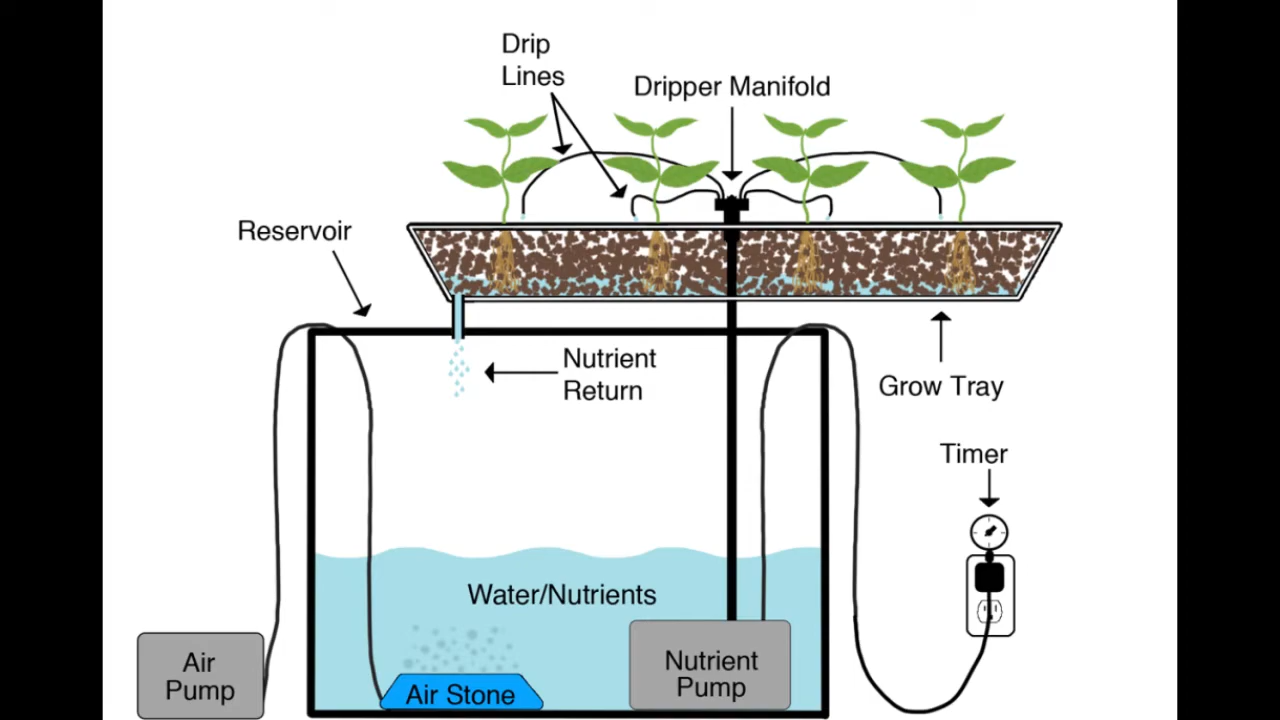 Drip
Lines
Dripper Manifold
Reservoir
Nutrient
Return
Grow Tray
Timer
Water/Nutrients
Air
Pump
Air Stone
Nutrient
Pump